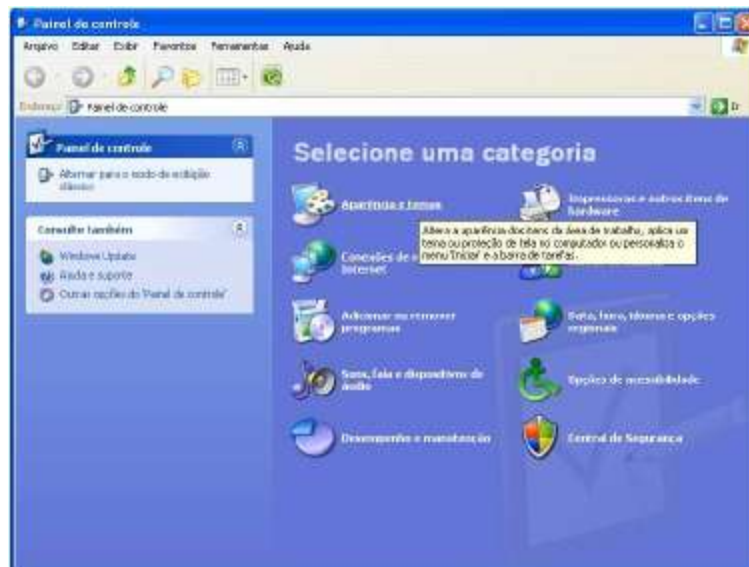 Painel de controle
Arquivo Editar Exibir Favoritos Ferramentas Ajuda
Endereço Painel de controle Ir
Painel de controle
Alternar para o modo de exibição
clássico
Consulte também
Windows Update
Ajuda e suporte
Outras opções do 'Painel de controle'
Selecione uma categoria
Aparência e temas
Impressoras e outros itens de
hardware
Altera a aparência dos itens da área de trabalho, aplica um
tema ou proteção de tela no computador ou personaliza o
menu 'Iniciar' e a barra de tarefas.
Conexões de
Internet
Adicionar ou remover
programas
Data, hora, idioma e opções
regionais
Sons, fala e dispositivos de
áudio
Opções de acessibilidade
Desempenho e manutenção
Central de Segurança